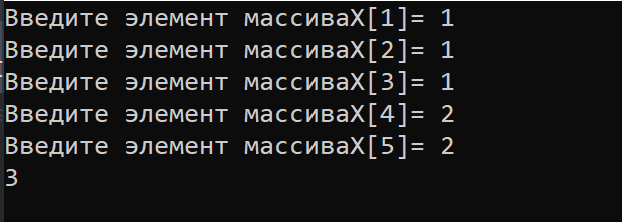 Введите элемент массиваX[1]= 1
Введите элемент массиваX[2]= 1
Введите элемент массиваX[3]= 1
Введите элемент массиваX[4]= 2
Введите элемент массиваX[5]= 2
3